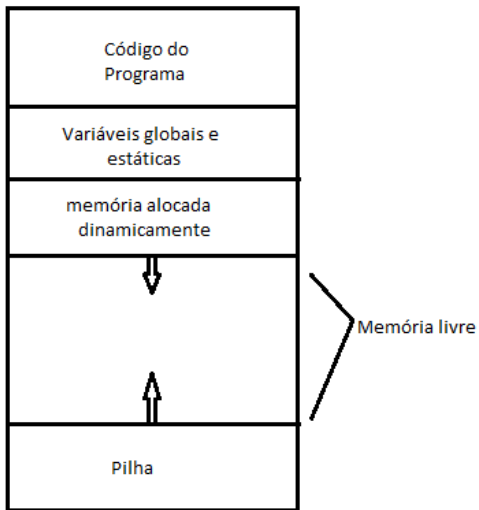 Código do
Programa
Variáveis globais e
estáticas
memória alocada
dinamicamente
Memória livre
Pilha